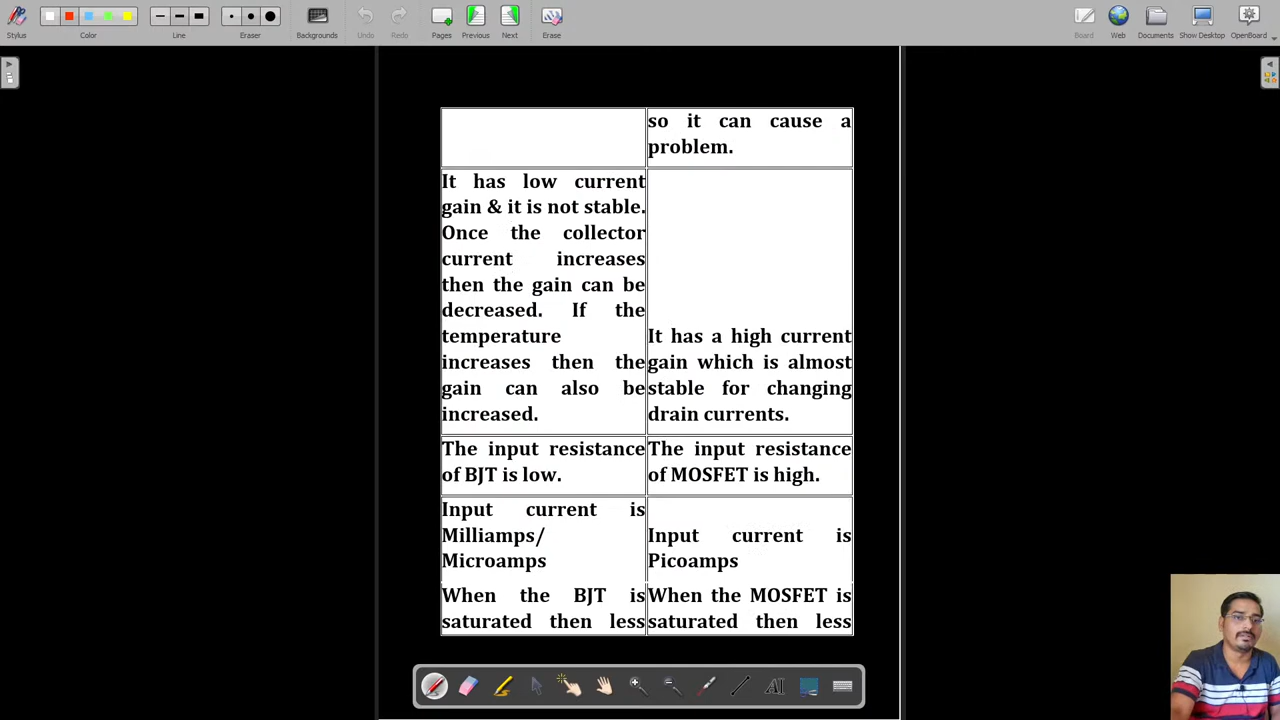 Stylus
Color
Line
Eraser
Backgrounds
Undo
Redo
Pages
Previous
Next
Erase
Board
Web
Documents
Show Desktop
OpenBoard
so it can cause a
problem.
It has low current
gain & it is not stable.
Once the collector
current increases
then the gain can be
decreased. If the
temperature
increases then the
gain can also be
increased.
It has a high current
gain which is almost
stable for changing
drain currents.
The input resistance
of BJT is low.
The input resistance
of MOSFET is high.
Input current is
Milliamps/
Microamps
Input current is
Picoamps
When the BJT is
saturated then less
When the MOSFET is
saturated then less
AI